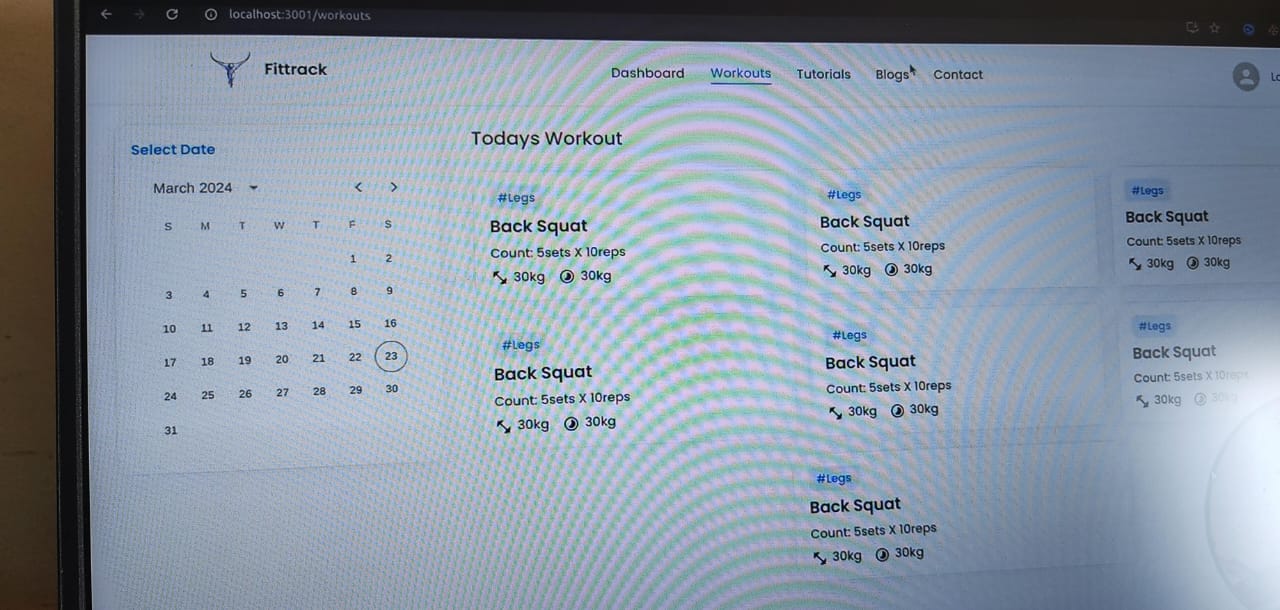 localhost:3001/workouts
Fittrack
Dashboard Workouts Tutorials Blogs Contact
Select Date
March 2024
S M T W T F S
1 2
3 4 5 6 7 8 9
10 11 12 13 14 15 16
17 18 19 20 21 22 23
24 25 26 27 28 29 30
31
Todays Workout
#Legs
Back Squat
Count: 5sets X 10reps
30kg 30kg
#Legs
Back Squat
Count: 5sets X 10reps
30kg 30kg
#Legs
Back Squat
Count: 5sets X 10reps
30kg 30kg
#Legs
Back Squat
Count: 5sets X 10reps
30kg 30kg
#Legs
Back Squat
Count: 5sets X 10reps
30kg 30kg
#Legs
Back Squat
Count: 5sets X 10reps
30kg 30kg
#Legs
Back Squat
Count: 5sets X 10reps
30kg 30kg